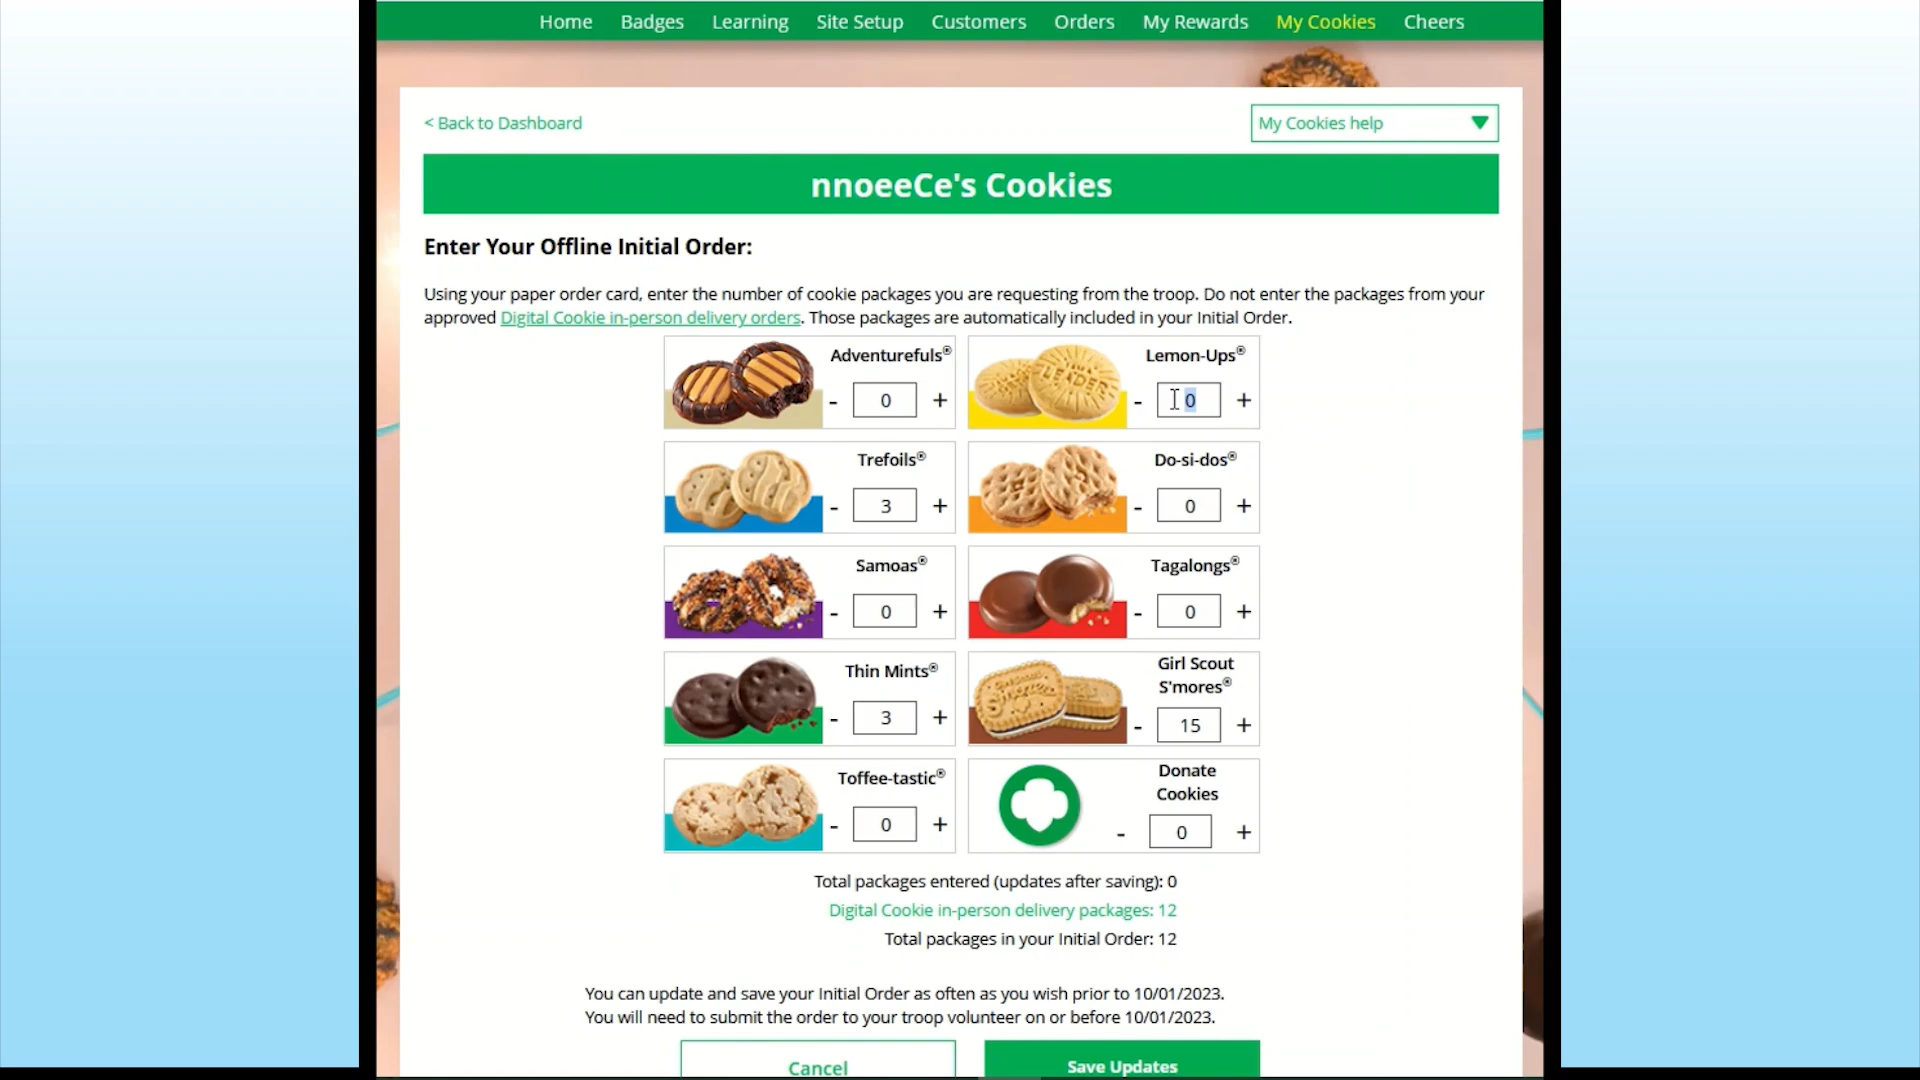 Home Badges Learning Site Setup Customers Orders My Rewards My Cookies Cheers
< Back to Dashboard
My Cookies help
nnoeeCe's Cookies
Enter Your Offline Initial Order:
Using your paper order card, enter the number of cookie packages you are requesting from the troop. Do not enter the packages from your
approved Digital Cookie in-person delivery orders. Those packages are automatically included in your Initial Order.
Adventurefuls®
- 0 +
Lemon-Ups®
- 0 +
Trefoils®
- 3 +
Do-si-dos®
- 0 +
Samoas®
- 0 +
Tagalongs®
- 0 +
Thin Mints®
- 3 +
Girl Scout
S'mores®
- 15 +
Toffee-tastic®
- 0 +
Donate
Cookies
- 0 +
Total packages entered (updates after saving): 0
Digital Cookie in-person delivery packages: 12
Total packages in your Initial Order: 12
You can update and save your Initial Order as often as you wish prior to 10/01/2023.
You will need to submit the order to your troop volunteer on or before 10/01/2023.
Cancel
Save Updates